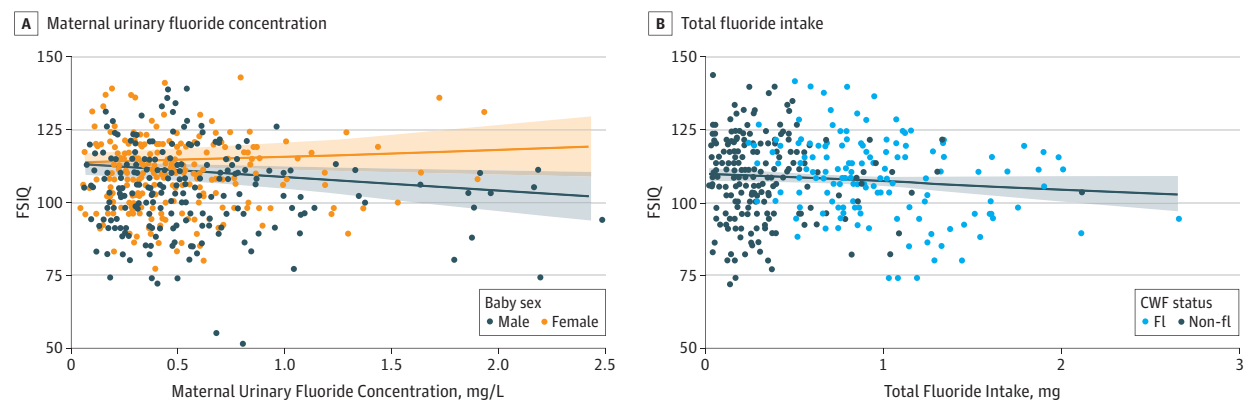 A Maternal urinary fluoride concentration
150
125
100
75
50
FSIQ
0
0.5
1.0
1.5
2.0
2.5
Maternal Urinary Fluoride Concentration, mg/L
Baby sex
Male Female
B Total fluoride intake
150
125
100
75
50
FSIQ
0
1
2
3
Total Fluoride Intake, mg
CWF status
Fl Non-fl